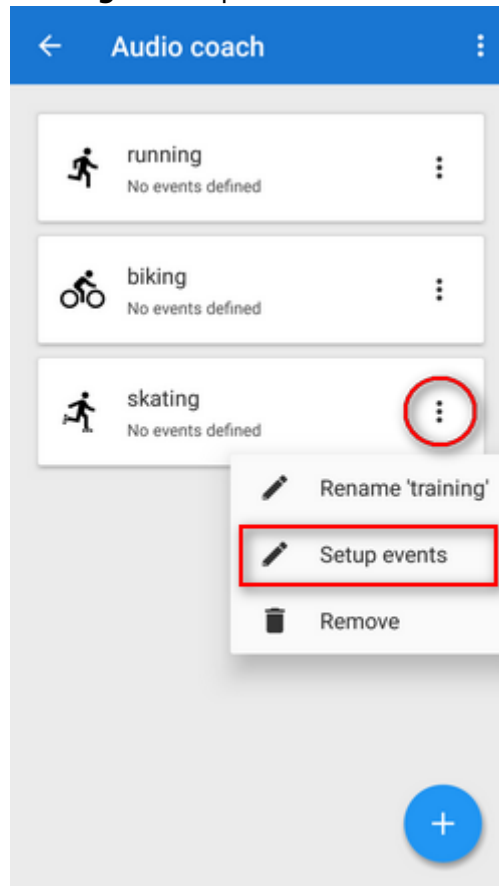 Audio coach
running
No events defined
biking
No events defined
skating
No events defined
Rename 'training'
Setup events
Remove